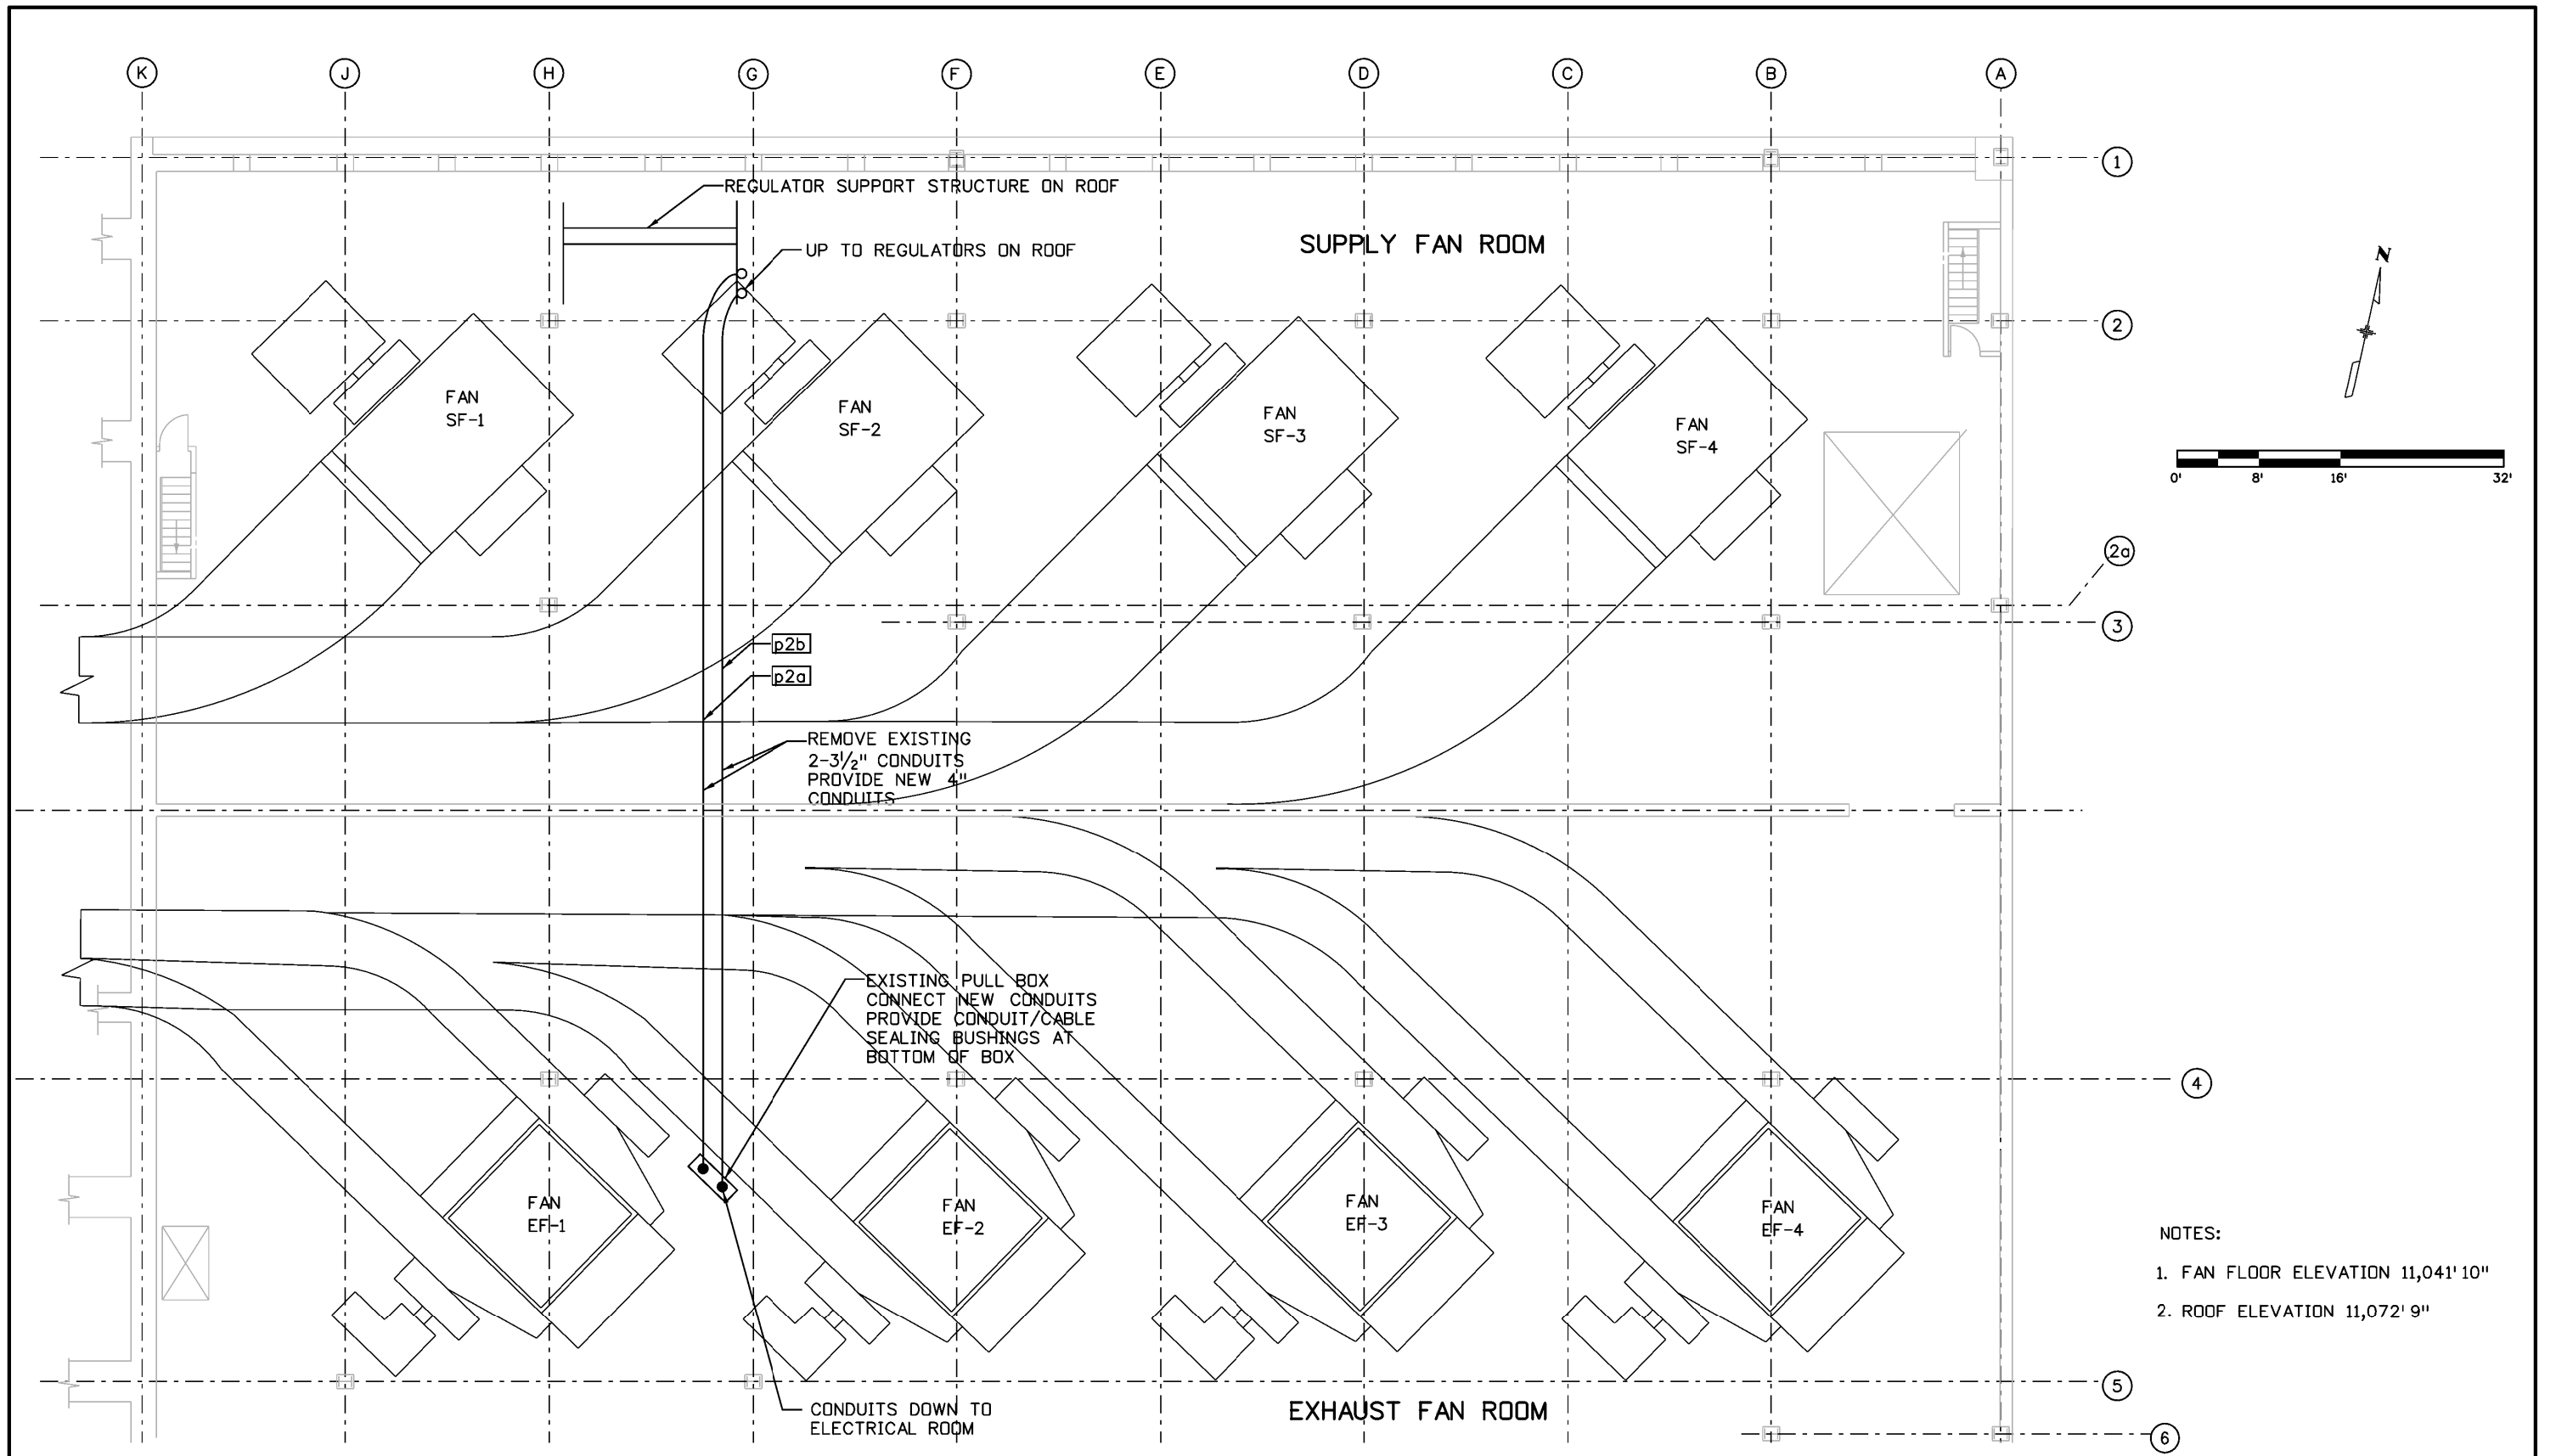 K J H G F E D C B A
1
REGULATOR SUPPORT STRUCTURE ON ROOF
SUPPLY FAN ROOM
UP TO REGULATORS ON ROOF
N
2
FAN
SF-1
FAN
SF-2
FAN
SF-3
FAN
SF-4
0' 8' 16' 32'
2a
3
p2b
p2a
REMOVE EXISTING
2-3 1/2" CONDUITS
PROVIDE NEW 4"
CONDUITS
EXISTING PULL BOX
CONNECT NEW CONDUITS
PROVIDE CONDUIT/CABLE
SEALING BUSHINGS AT
BOTTOM OF BOX
4
FAN
EF-1
FAN
EF-2
FAN
EF-3
FAN
EF-4
NOTES:
1. FAN FLOOR ELEVATION 11,041' 10"
2. ROOF ELEVATION 11,072' 9"
5
CONDUITS DOWN TO
ELECTRICAL ROOM
EXHAUST FAN ROOM
6